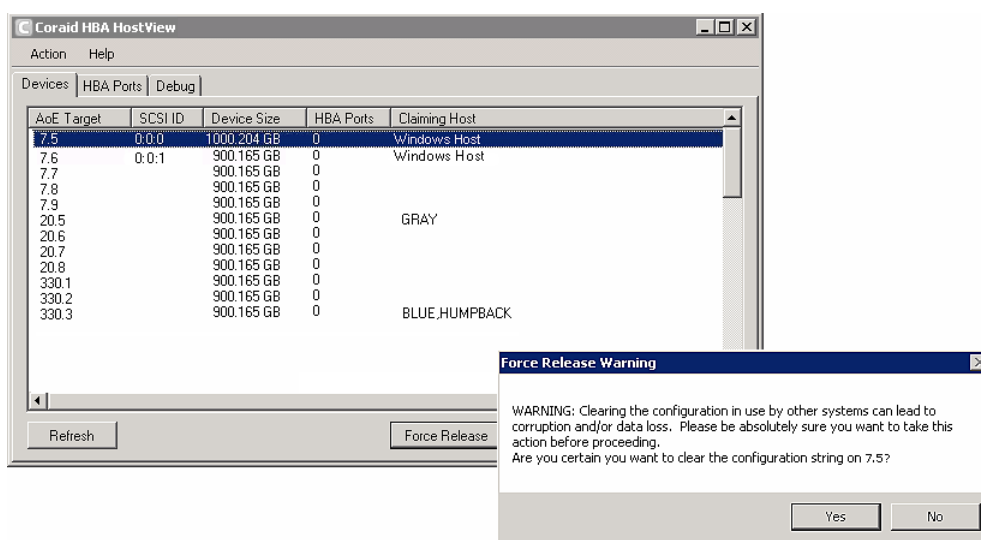 Coraid HBA HostView
Action Help
Devices HBA Ports Debug
AoE Target SCSI ID Device Size HBA Ports Claiming Host
7.5 0:0:0 1000.204 GB 0 Windows Host
7.6 0:0:1 900.165 GB 0 Windows Host
7.7 900.165 GB 0
7.8 900.165 GB 0
7.9 900.165 GB 0
20.5 900.165 GB 0 GRAY
20.6 900.165 GB 0
20.7 900.165 GB 0
20.8 900.165 GB 0
330.1 900.165 GB 0
330.2 900.165 GB 0
330.3 900.165 GB 0 BLUE,HUMPBACK
Refresh Force Release
Force Release Warning
WARNING: Clearing the configuration in use by other systems can lead to
corruption and/or data loss. Please be absolutely sure you want to take this
action before proceeding.
Are you certain you want to clear the configuration string on 7.5?
Yes No